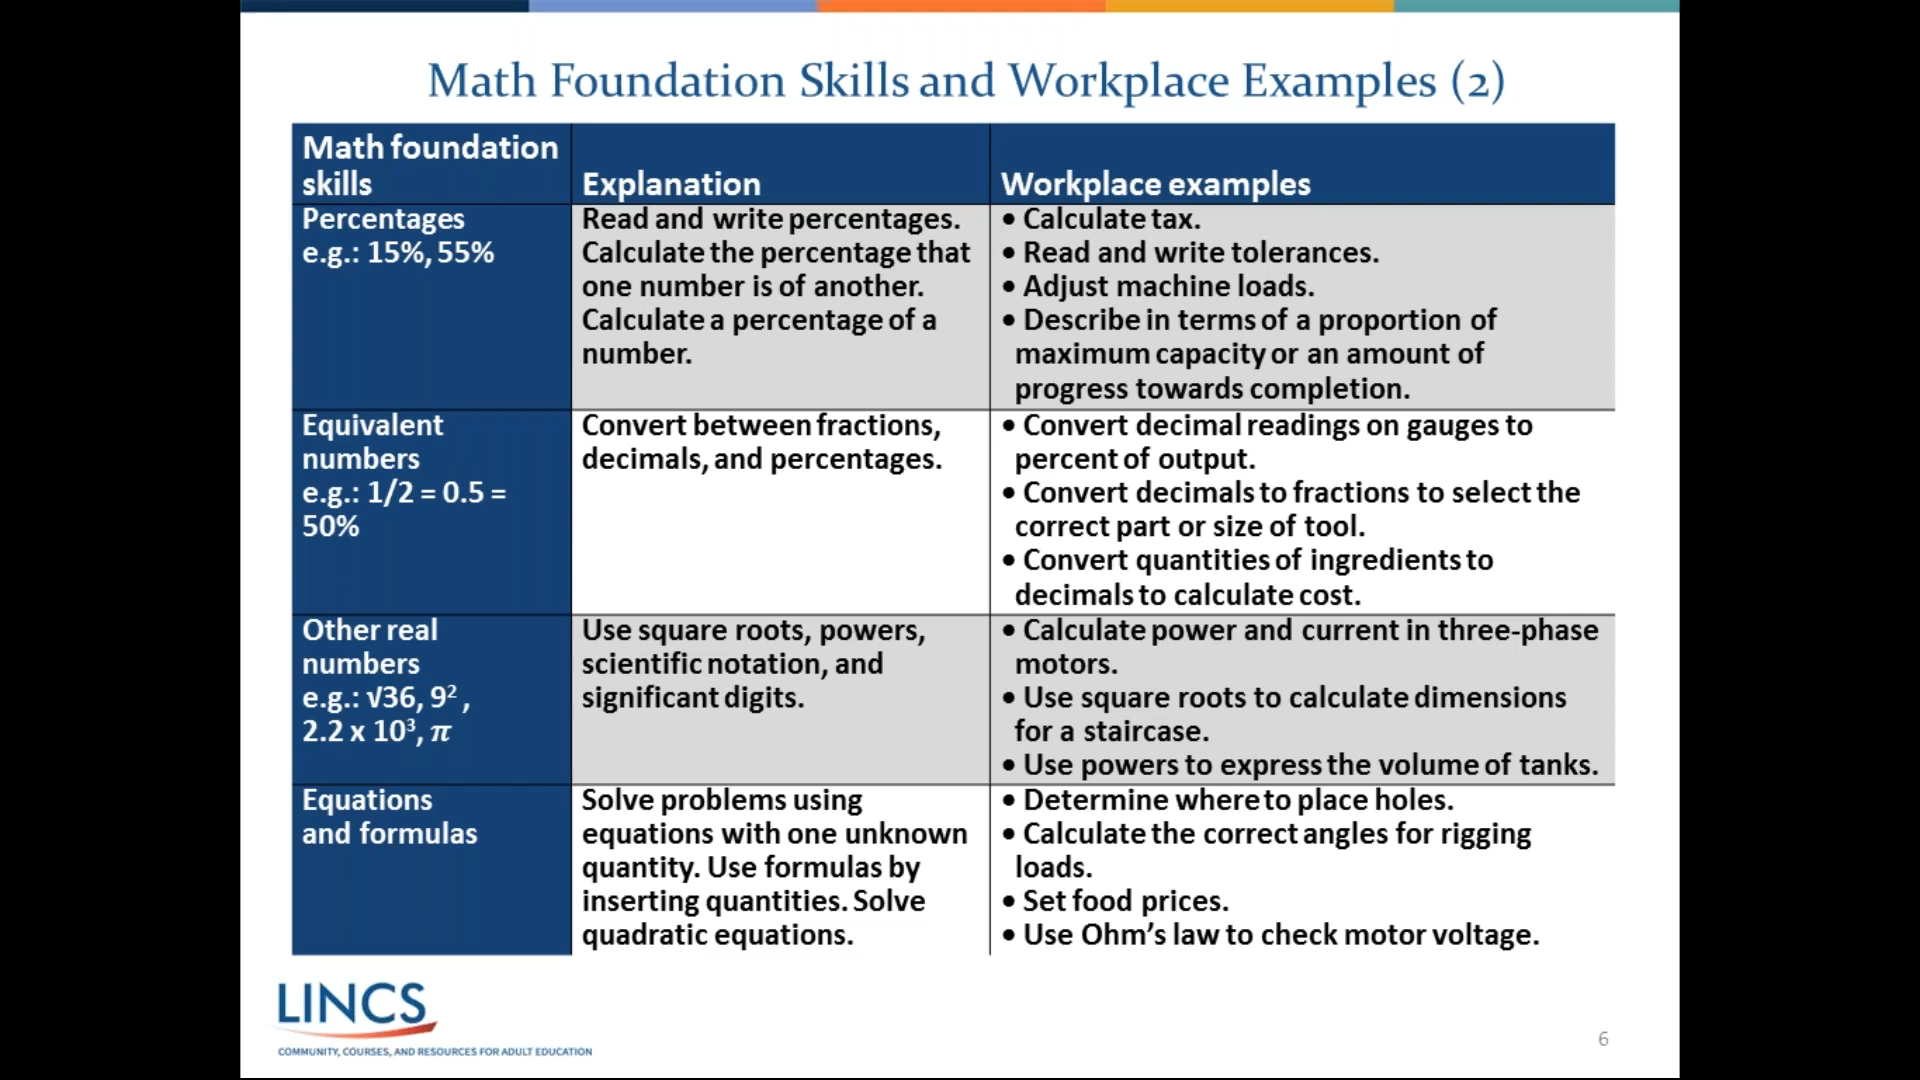 Math Foundation Skills and Workplace Examples (2)
Math foundation
skills
Explanation
Workplace examples
Percentages
e.g.: 15%, 55%
Read and write percentages.
Calculate the percentage that
one number is of another.
Calculate a percentage of a
number.
• Calculate tax.
• Read and write tolerances.
• Adjust machine loads.
• Describe in terms of a proportion of
maximum capacity or an amount of
progress towards completion.
Equivalent
numbers
e.g.: 1/2 = 0.5 =
50%
Convert between fractions,
decimals, and percentages.
• Convert decimal readings on gauges to
percent of output.
• Convert decimals to fractions to select the
correct part or size of tool.
• Convert quantities of ingredients to
decimals to calculate cost.
Other real
numbers
e.g.: √36, 9² ,
2.2 x 10³, π
Use square roots, powers,
scientific notation, and
significant digits.
• Calculate power and current in three-phase
motors.
• Use square roots to calculate dimensions
for a staircase.
• Use powers to express the volume of tanks.
Equations
and formulas
Solve problems using
equations with one unknown
quantity. Use formulas by
inserting quantities. Solve
quadratic equations.
• Determine where to place holes.
• Calculate the correct angles for rigging
loads.
• Set food prices.
• Use Ohm’s law to check motor voltage.
LINCS
COMMUNITY, COURSES, AND RESOURCES FOR ADULT EDUCATION
6